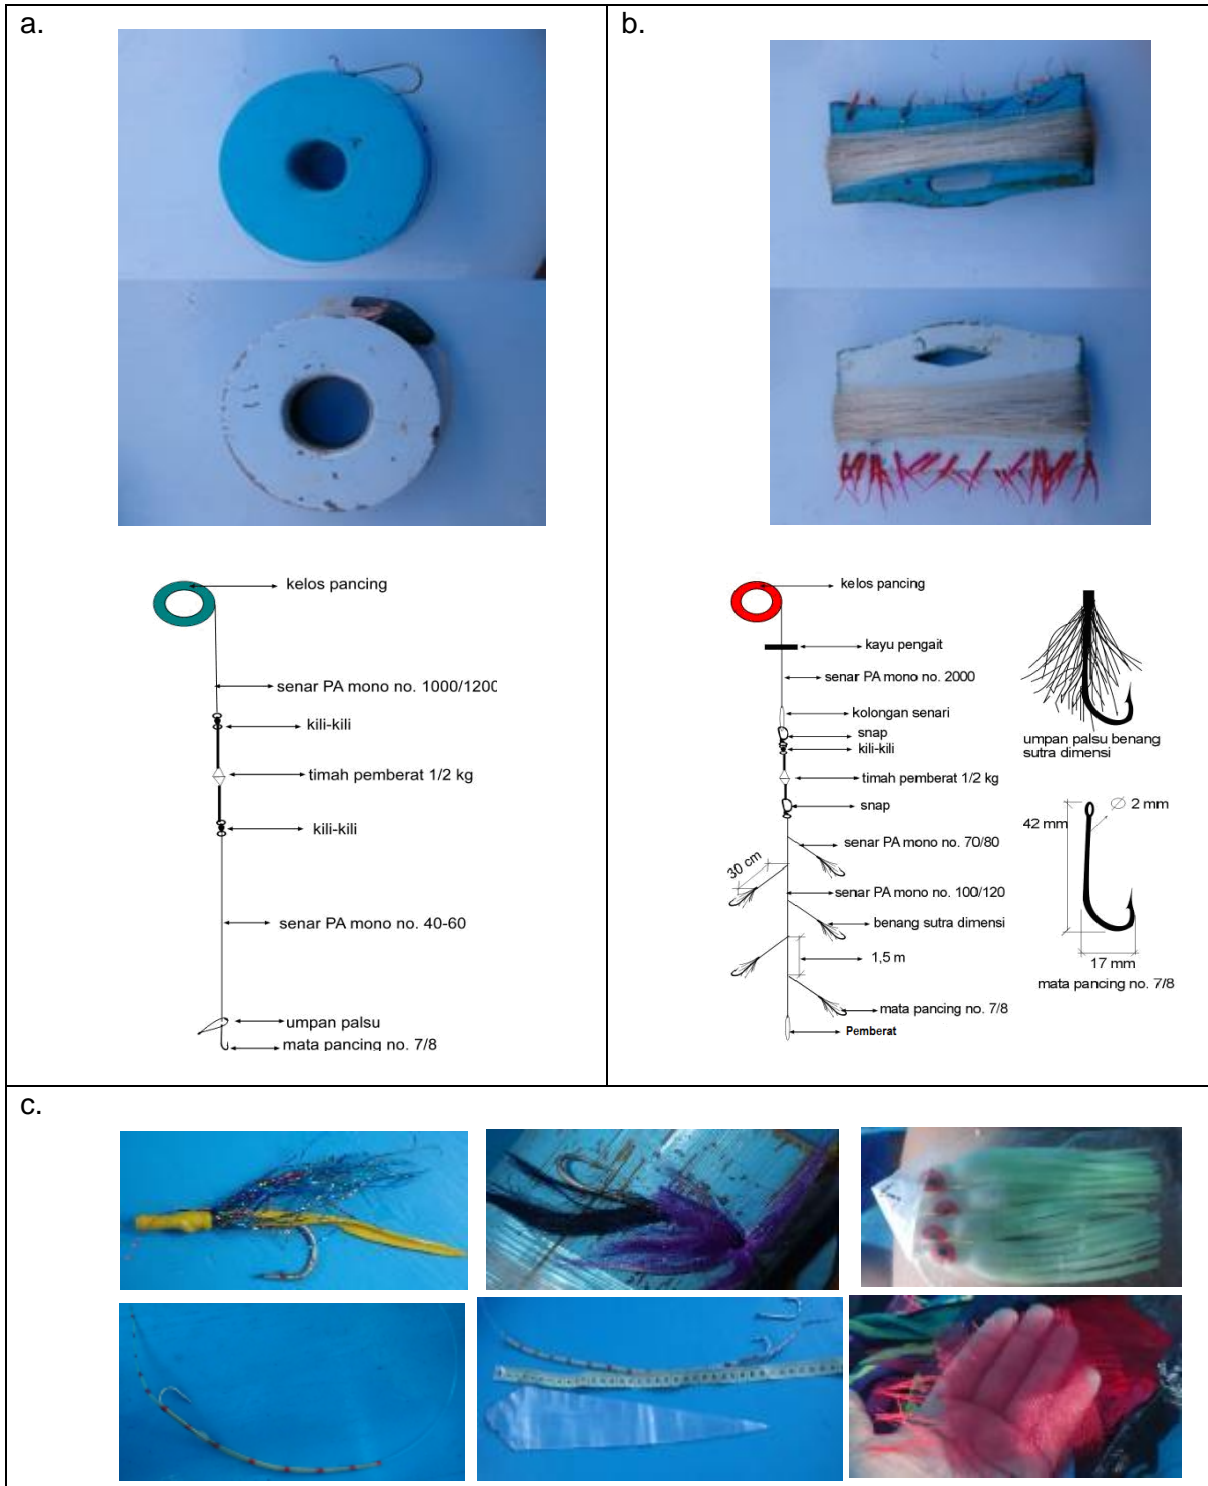 a.
kelos pancing
senar PA mono no. 1000/1200
kili-kili
timah pemberat 1/2 kg
kili-kili
senar PA mono no. 40-60
umpan palsu
mata pancing no. 7/8
b.
kelos pancing
kayu pengait
senar PA mono no. 2000
kolongan senari
snap
kili-kili
timah pemberat 1/2 kg
snap
senar PA mono no. 70/80
30 cm
senar PA mono no. 100/120
benang sutra dimensi
1,5 m
mata pancing no. 7/8
Pemberat
umpan palsu benang
sutra dimensi
∅ 2 mm
42 mm
17 mm
mata pancing no. 7/8
c.